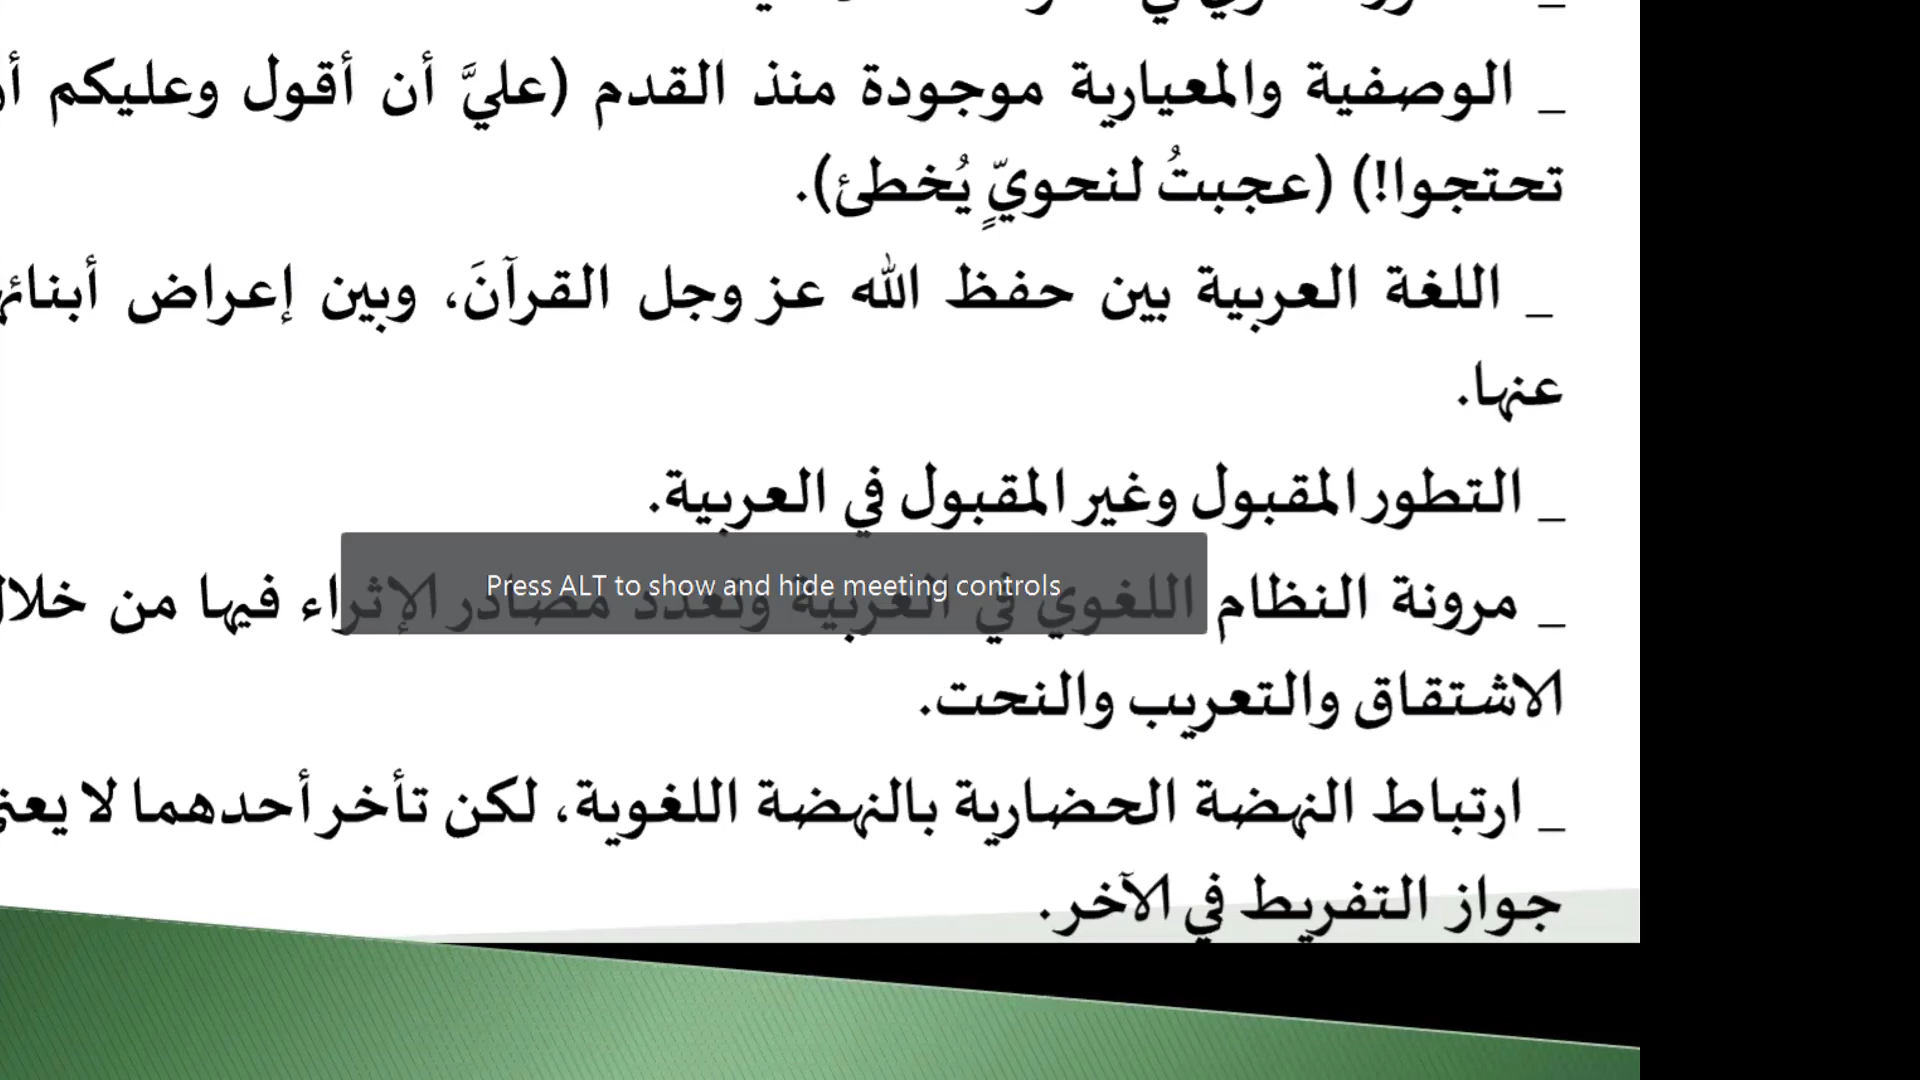 _ الوصفية والمعيارية موجودة منذ القدم (عليَّ أن أقول وعليكم أن
تحتجوا!) (عجبتُ لنحويٍّ يُخطئ).
_ اللغة العربية بين حفظ الله عز وجل القرآنَ، وبين إعراض أبنائها
عنها.
_ التطور المقبول وغير المقبول في العربية.
Press ALT to show and hide meeting controls
_ مرونة النظام اللغوي في العربية وتعدد مصادر الإثراء فيها من خلال
الاشتقاق والتعريب والنحت.
_ ارتباط النهضة الحضارية بالنهضة اللغوية، لكن تأخر أحدهما لا يعني
جواز التفريط في الآخر.